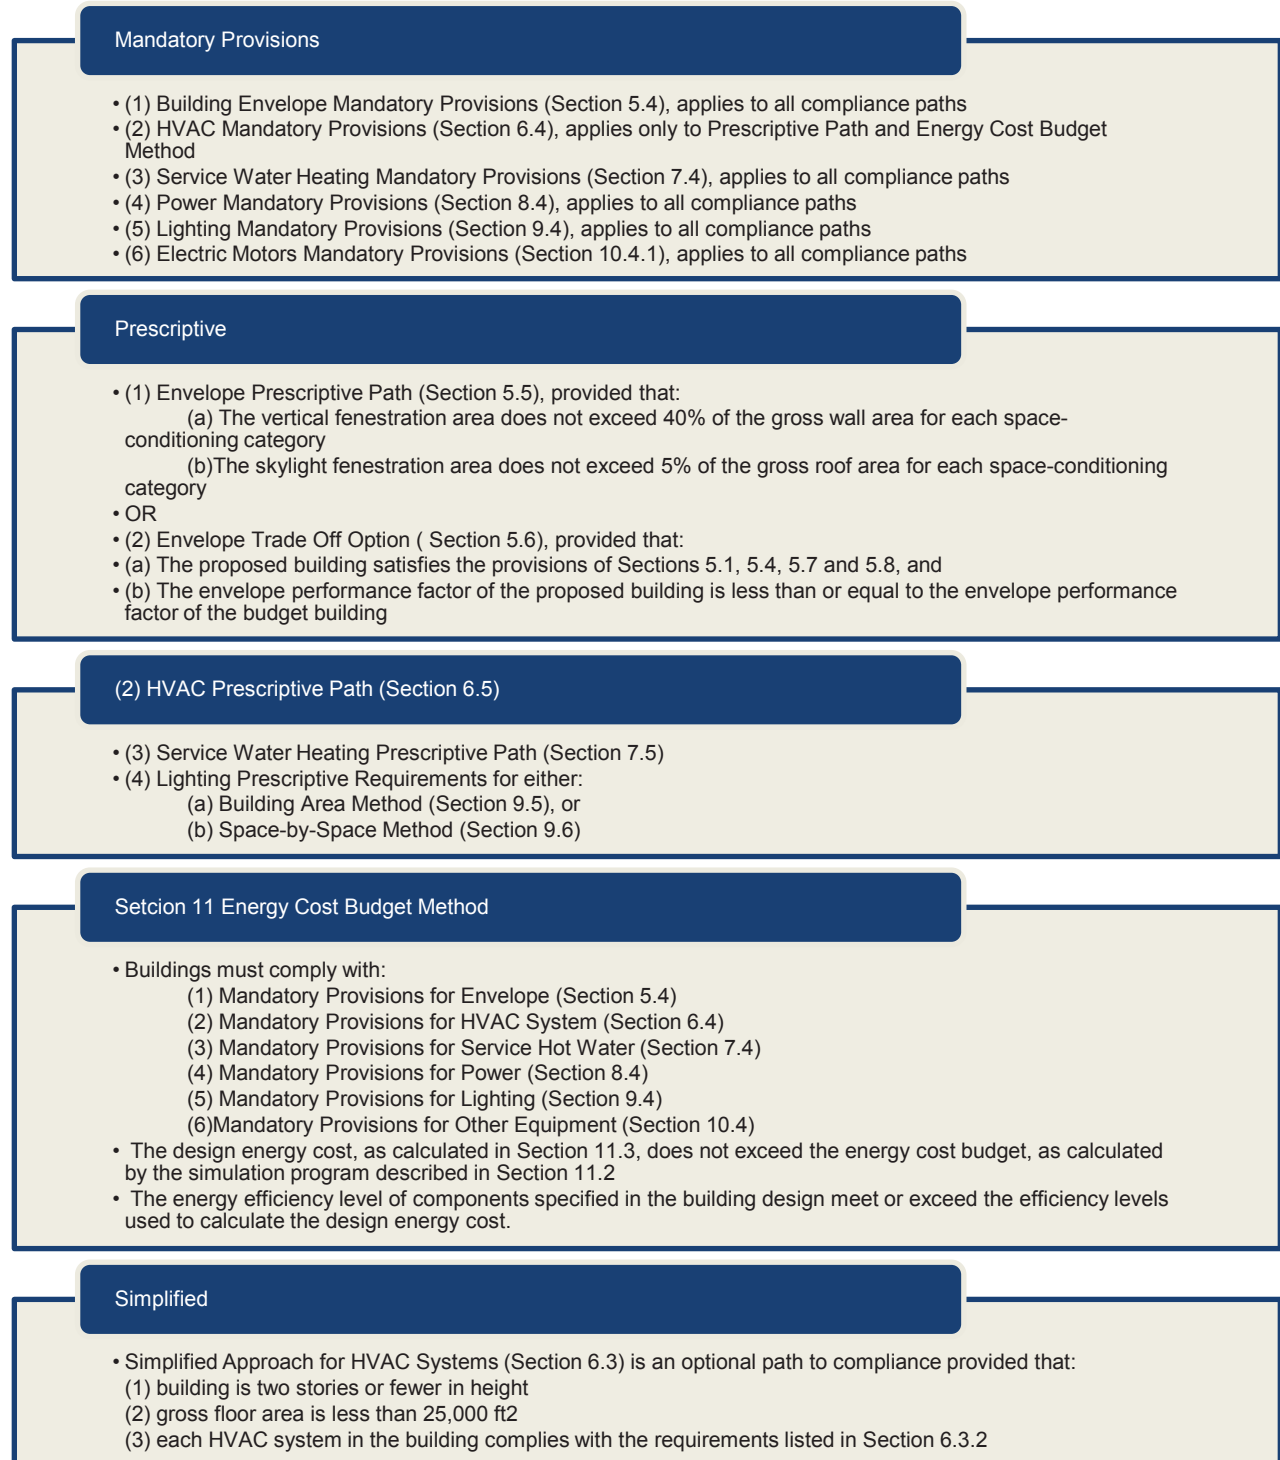 Mandatory Provisions
• (1) Building Envelope Mandatory Provisions (Section 5.4), applies to all compliance paths
• (2) HVAC Mandatory Provisions (Section 6.4), applies only to Prescriptive Path and Energy Cost Budget
Method
• (3) Service Water Heating Mandatory Provisions (Section 7.4), applies to all compliance paths
• (4) Power Mandatory Provisions (Section 8.4), applies to all compliance paths
• (5) Lighting Mandatory Provisions (Section 9.4), applies to all compliance paths
• (6) Electric Motors Mandatory Provisions (Section 10.4.1), applies to all compliance paths
Prescriptive
• (1) Envelope Prescriptive Path (Section 5.5), provided that:
(a) The vertical fenestration area does not exceed 40% of the gross wall area for each space-
conditioning category
(b)The skylight fenestration area does not exceed 5% of the gross roof area for each space-conditioning
category
• OR
• (2) Envelope Trade Off Option ( Section 5.6), provided that:
• (a) The proposed building satisfies the provisions of Sections 5.1, 5.4, 5.7 and 5.8, and
• (b) The envelope performance factor of the proposed building is less than or equal to the envelope performance
factor of the budget building
(2) HVAC Prescriptive Path (Section 6.5)
• (3) Service Water Heating Prescriptive Path (Section 7.5)
• (4) Lighting Prescriptive Requirements for either:
(a) Building Area Method (Section 9.5), or
(b) Space-by-Space Method (Section 9.6)
Setcion 11 Energy Cost Budget Method
• Buildings must comply with:
(1) Mandatory Provisions for Envelope (Section 5.4)
(2) Mandatory Provisions for HVAC System (Section 6.4)
(3) Mandatory Provisions for Service Hot Water (Section 7.4)
(4) Mandatory Provisions for Power (Section 8.4)
(5) Mandatory Provisions for Lighting (Section 9.4)
(6)Mandatory Provisions for Other Equipment (Section 10.4)
• The design energy cost, as calculated in Section 11.3, does not exceed the energy cost budget, as calculated
by the simulation program described in Section 11.2
• The energy efficiency level of components specified in the building design meet or exceed the efficiency levels
used to calculate the design energy cost.
Simplified
• Simplified Approach for HVAC Systems (Section 6.3) is an optional path to compliance provided that:
(1) building is two stories or fewer in height
(2) gross floor area is less than 25,000 ft2
(3) each HVAC system in the building complies with the requirements listed in Section 6.3.2